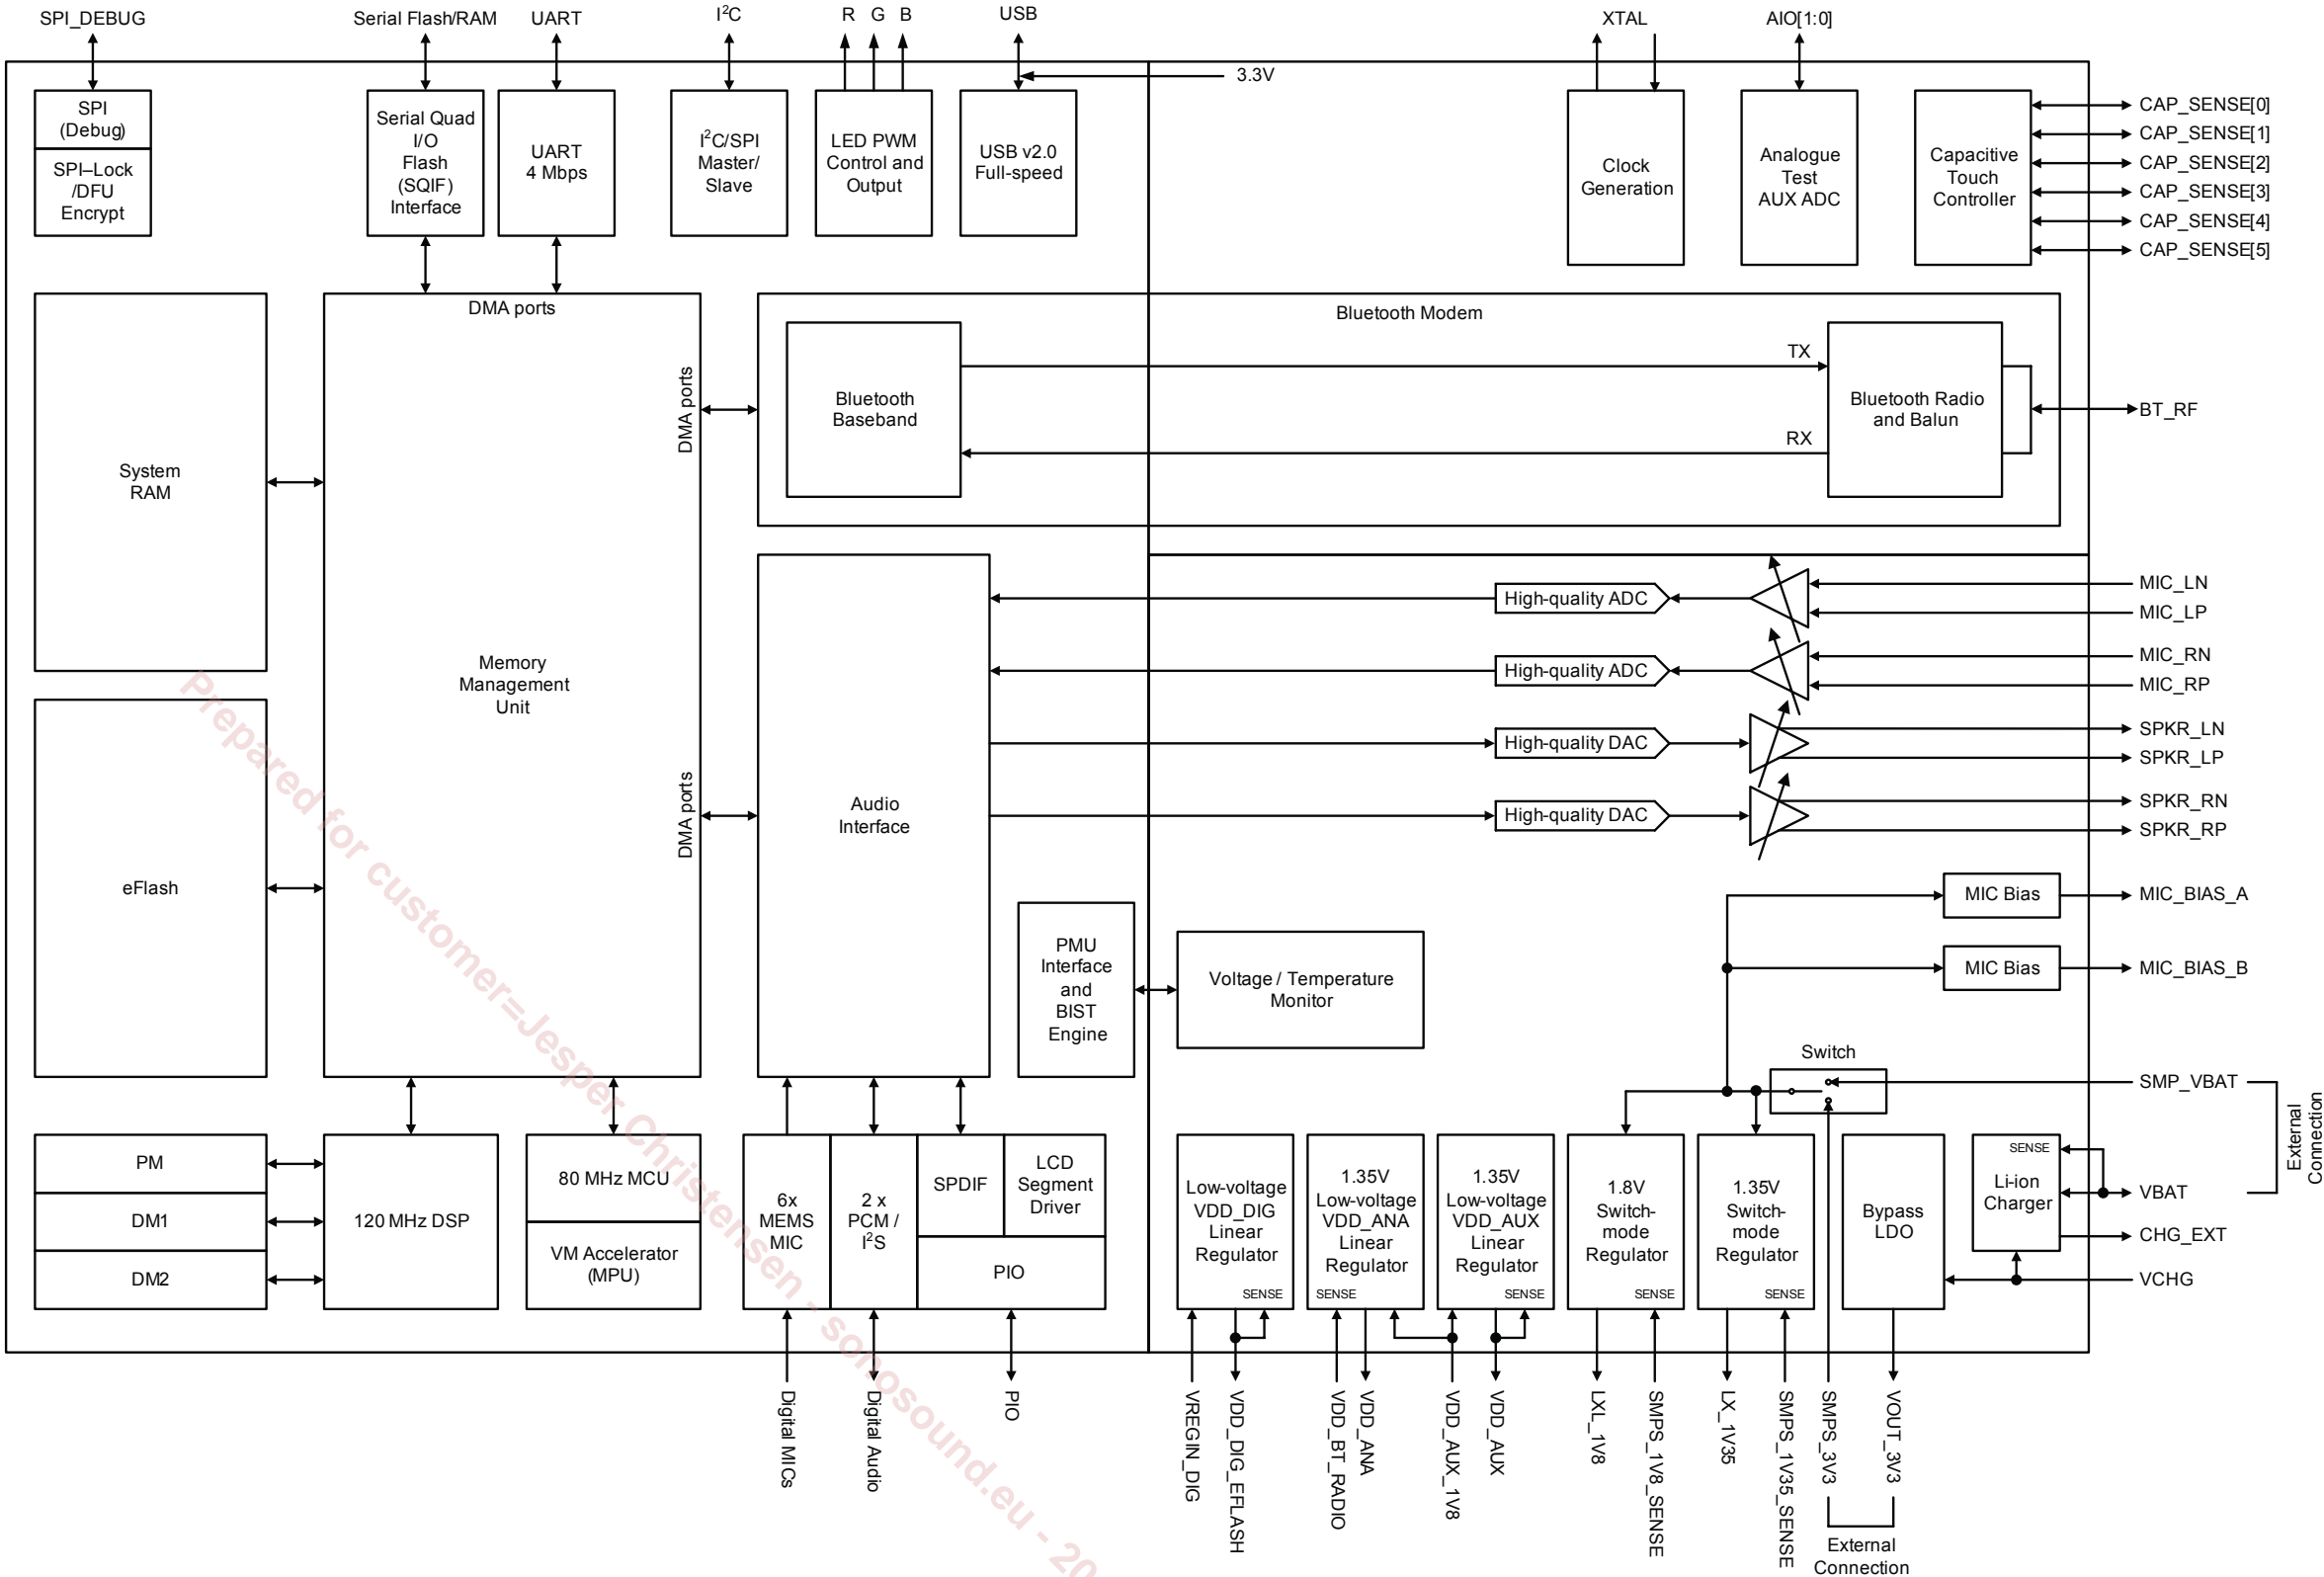 SPI_DEBUG
Serial Flash/RAM
UART
I²C
R G B
USB
XTAL
AIO[1:0]
3.3V
SPI
(Debug)
SPI–Lock
/DFU
Encrypt
Serial Quad
I/O
Flash
(SQIF)
Interface
UART
4 Mbps
I²C/SPI
Master/
Slave
LED PWM
Control and
Output
USB v2.0
Full-speed
Clock
Generation
Analogue
Test
AUX ADC
Capacitive
Touch
Controller
CAP_SENSE[0]
CAP_SENSE[1]
CAP_SENSE[2]
CAP_SENSE[3]
CAP_SENSE[4]
CAP_SENSE[5]
System
RAM
DMA ports
Memory
Management
Unit
DMA ports
DMA ports
Bluetooth Modem
Bluetooth
Baseband
TX
RX
Bluetooth Radio
and Balun
BT_RF
eFlash
Audio
Interface
High-quality ADC
High-quality ADC
High-quality DAC
High-quality DAC
MIC_LN
MIC_LP
MIC_RN
MIC_RP
SPKR_LN
SPKR_LP
SPKR_RN
SPKR_RP
MIC Bias
MIC_BIAS_A
MIC Bias
MIC_BIAS_B
PMU
Interface
and
BIST
Engine
Voltage / Temperature
Monitor
Switch
SMP_VBAT
External
Connection
PM
DM1
DM2
120 MHz DSP
80 MHz MCU
VM Accelerator
(MPU)
6x
MEMS
MIC
2 x
PCM /
I²S
SPDIF
LCD
Segment
Driver
PIO
Low-voltage
VDD_DIG
Linear
Regulator
SENSE
1.35V
Low-voltage
VDD_ANA
Linear
Regulator
SENSE
1.35V
Low-voltage
VDD_AUX
Linear
Regulator
SENSE
1.8V
Switch-
mode
Regulator
SENSE
1.35V
Switch-
mode
Regulator
SENSE
Bypass
LDO
SENSE
Li-ion
Charger
VBAT
CHG_EXT
VCHG
Digital MICs
Digital Audio
PIO
VREGIN_DIG
VDD_DIG_EFLASH
VDD_BT_RADIO
VDD_ANA
VDD_AUX_1V8
VDD_AUX
LXL_1V8
SMPS_1V8_SENSE
LX_1V35
SMPS_1V35_SENSE
SMPS_3V3
VOUT_3V3
External
Connection
Prepared for customer=Jesper Christensen - sonosound.eu - 20